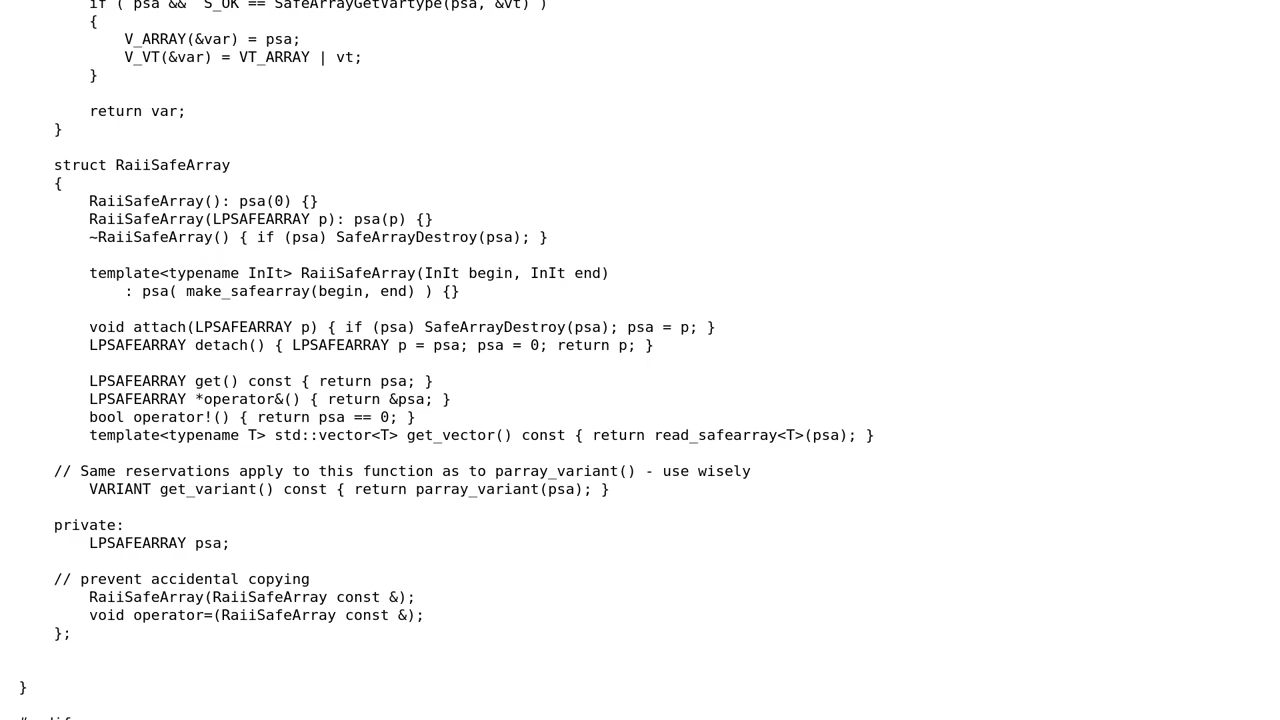 if ( psa &&  S_OK == SafeArrayGetVartype(psa, &vt) )
        {
            V_ARRAY(&var) = psa;
            V_VT(&var) = VT_ARRAY | vt;
        }

        return var;
    }

    struct RaiiSafeArray
    {
        RaiiSafeArray(): psa(0) {}
        RaiiSafeArray(LPSAFEARRAY p): psa(p) {}
        ~RaiiSafeArray() { if (psa) SafeArrayDestroy(psa); }

        template<typename InIt> RaiiSafeArray(InIt begin, InIt end)
            : psa( make_safearray(begin, end) ) {}

        void attach(LPSAFEARRAY p) { if (psa) SafeArrayDestroy(psa); psa = p; }
        LPSAFEARRAY detach() { LPSAFEARRAY p = psa; psa = 0; return p; }

        LPSAFEARRAY get() const { return psa; }
        LPSAFEARRAY *operator&() { return &psa; }
        bool operator!() { return psa == 0; }
        template<typename T> std::vector<T> get_vector() const { return read_safearray<T>(psa); }

    // Same reservations apply to this function as to parray_variant() - use wisely
        VARIANT get_variant() const { return parray_variant(psa); }

    private:
        LPSAFEARRAY psa;

    // prevent accidental copying
        RaiiSafeArray(RaiiSafeArray const &);
        void operator=(RaiiSafeArray const &);
    };


}